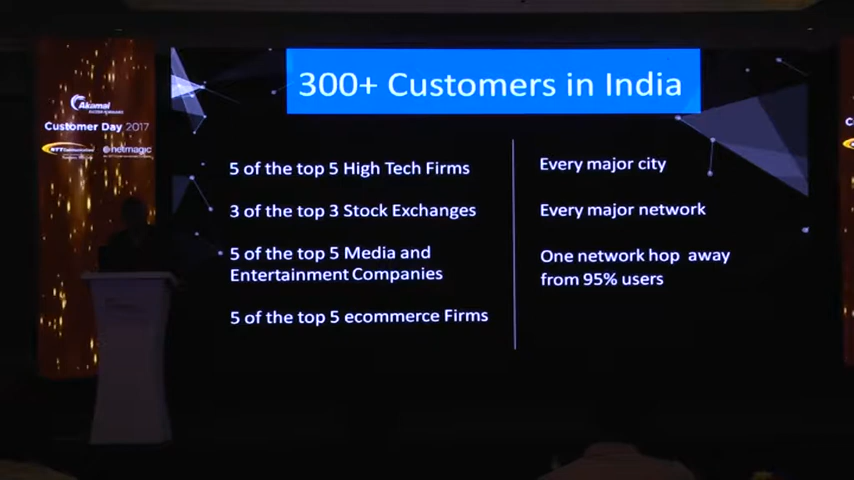 300+ Customers in India
Akamai
Customer Day 2017
NTT Communications
netmagic
5 of the top 5 High Tech Firms
3 of the top 3 Stock Exchanges
5 of the top 5 Media and
Entertainment Companies
5 of the top 5 ecommerce Firms
Every major city
Every major network
One network hop away
from 95% users